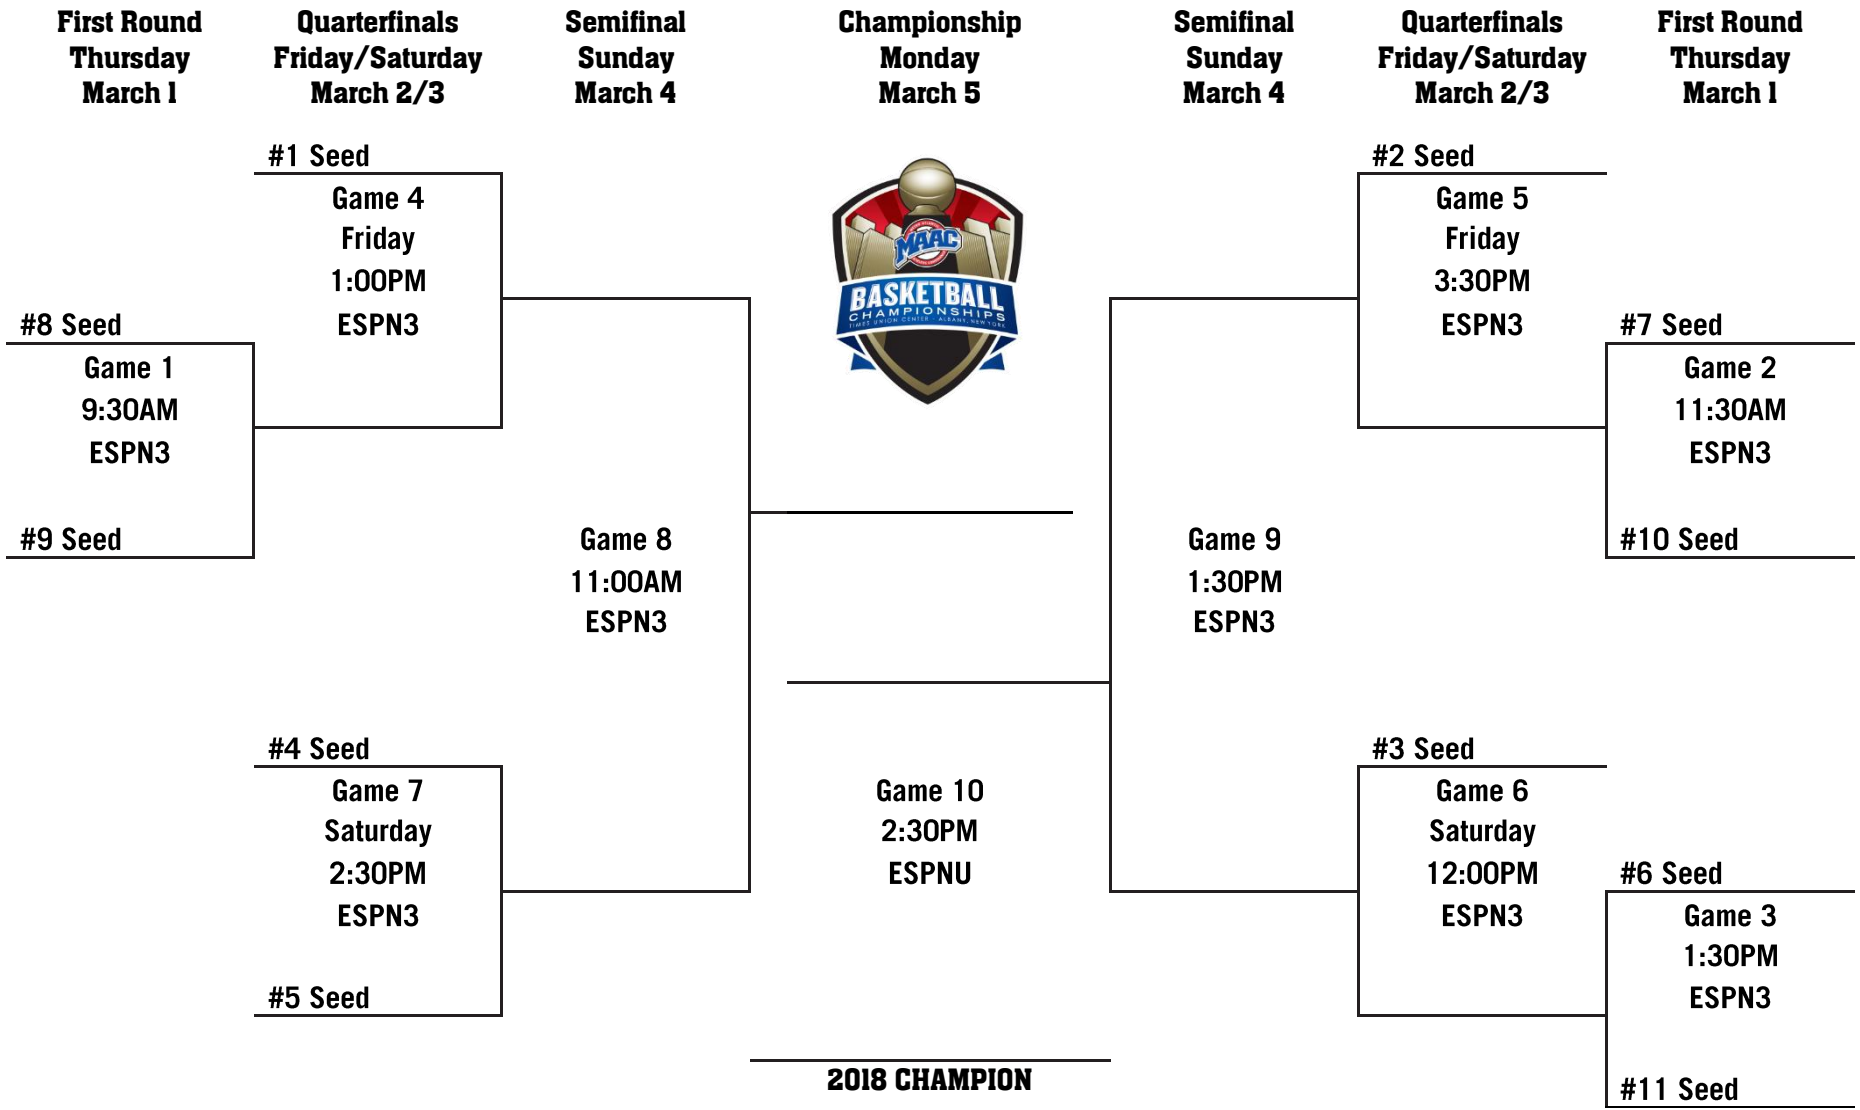 First Round
Thursday
March 1
Quarterfinals
Friday/Saturday
March 2/3
Semifinal
Sunday
March 4
Championship
Monday
March 5
Semifinal
Sunday
March 4
Quarterfinals
Friday/Saturday
March 2/3
First Round
Thursday
March 1
#8 Seed
Game 1
9:30AM
ESPN3
#9 Seed
#1 Seed
Game 4
Friday
1:00PM
ESPN3
#4 Seed
Game 7
Saturday
2:30PM
ESPN3
#5 Seed
Game 8
11:00AM
ESPN3
MAAC
BASKETBALL
CHAMPIONSHIPS
TIMES UNION CENTER - ALBANY, NEW YORK
Game 10
2:30PM
ESPNU
2018 CHAMPION
Game 9
1:30PM
ESPN3
#2 Seed
Game 5
Friday
3:30PM
ESPN3
#3 Seed
Game 6
Saturday
12:00PM
ESPN3
#7 Seed
Game 2
11:30AM
ESPN3
#10 Seed
#6 Seed
Game 3
1:30PM
ESPN3
#11 Seed